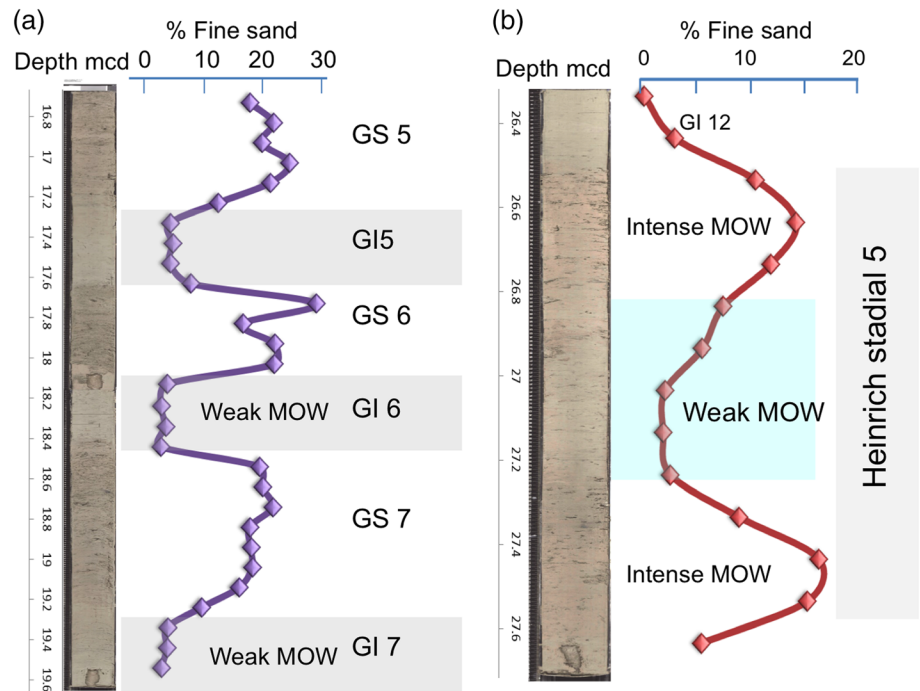 (a)
% Fine sand
Depth mcd
0 10 20 30
16.8
17
17.2
17.4
17.6
17.8
18
18.2
18.4
18.6
18.8
19
19.2
19.4
19.6
GS 5
GI5
GS 6
Weak MOW GI 6
GS 7
Weak MOW GI 7
(b)
% Fine sand
Depth mcd
0 10 20
26.4
26.6
26.8
27
27.2
27.4
27.6
GI 12
Intense MOW
Weak MOW
Intense MOW
Heinrich stadial 5